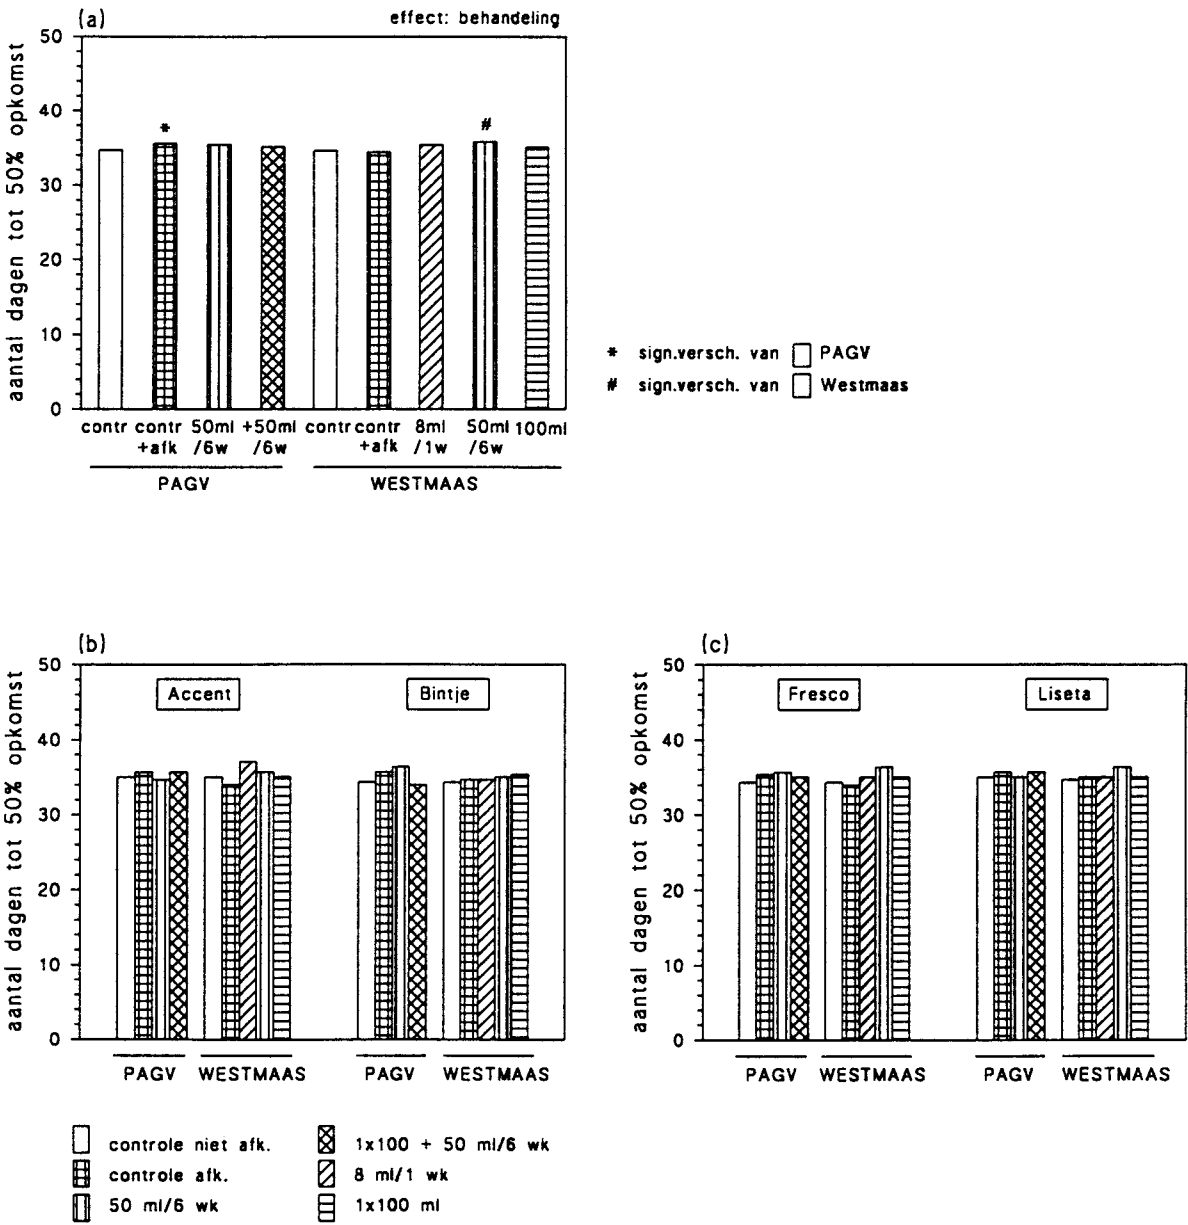 (a)
effect: behandeling
aantal dagen tot 50% opkomst
50
40
30
20
10
0
*
#
contr contr 50ml +50ml contr contr 8ml 50ml 100ml
+afk /6w /6w +afk /1w /6w
PAGV WESTMAAS
* sign.versch. van PAGV
# sign.versch. van Westmaas
(b)
aantal dagen tot 50% opkomst
50
40
30
20
10
0
Accent Bintje
PAGV WESTMAAS PAGV WESTMAAS
(c)
aantal dagen tot 50% opkomst
50
40
30
20
10
0
Fresco Liseta
PAGV WESTMAAS PAGV WESTMAAS
controle niet afk. 1x100 + 50 ml/6 wk
controle afk. 8 ml/1 wk
50 ml/6 wk 1x100 ml